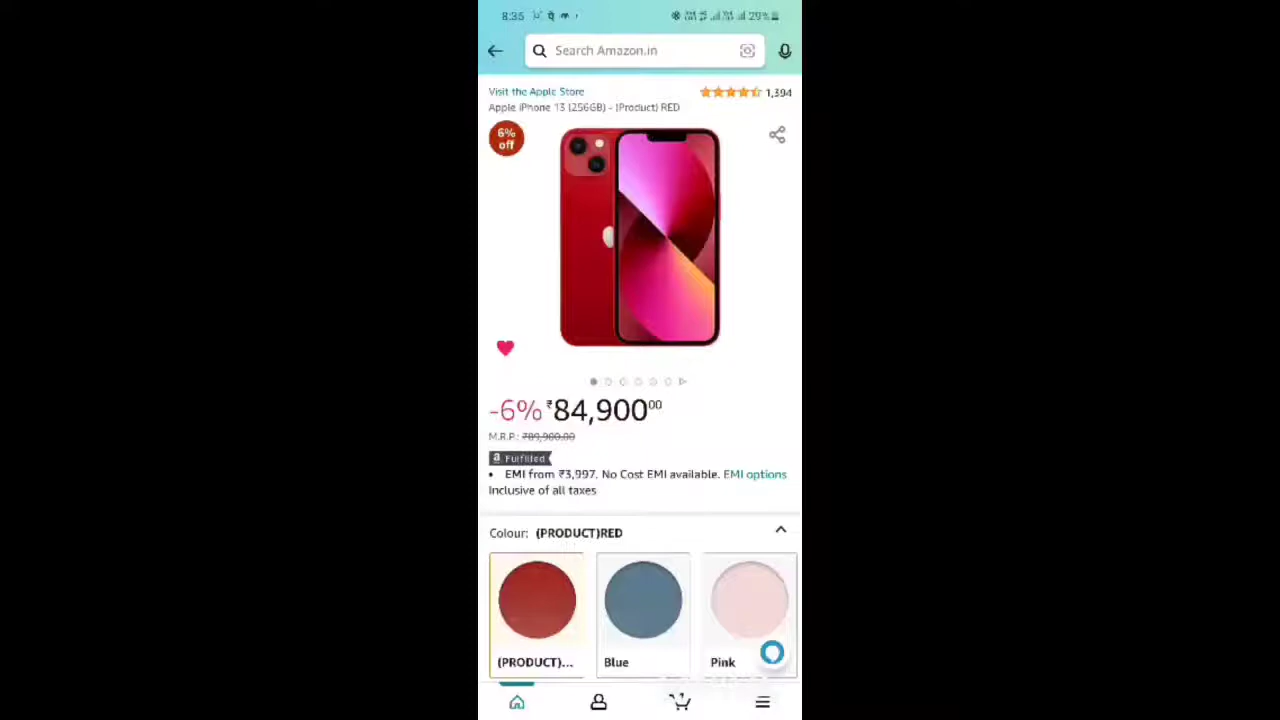 8:35
29%
Search Amazon.in
Visit the Apple Store
1,394
Apple iPhone 13 (256GB) - (Product) RED
6%
off
-6% ₹84,90000
M.R.P.: ₹89,900.00
a Fulfilled
• EMI from ₹3,997. No Cost EMI available. EMI options
Inclusive of all taxes
Colour: (PRODUCT)RED
(PRODUCT)...
Blue
Pink